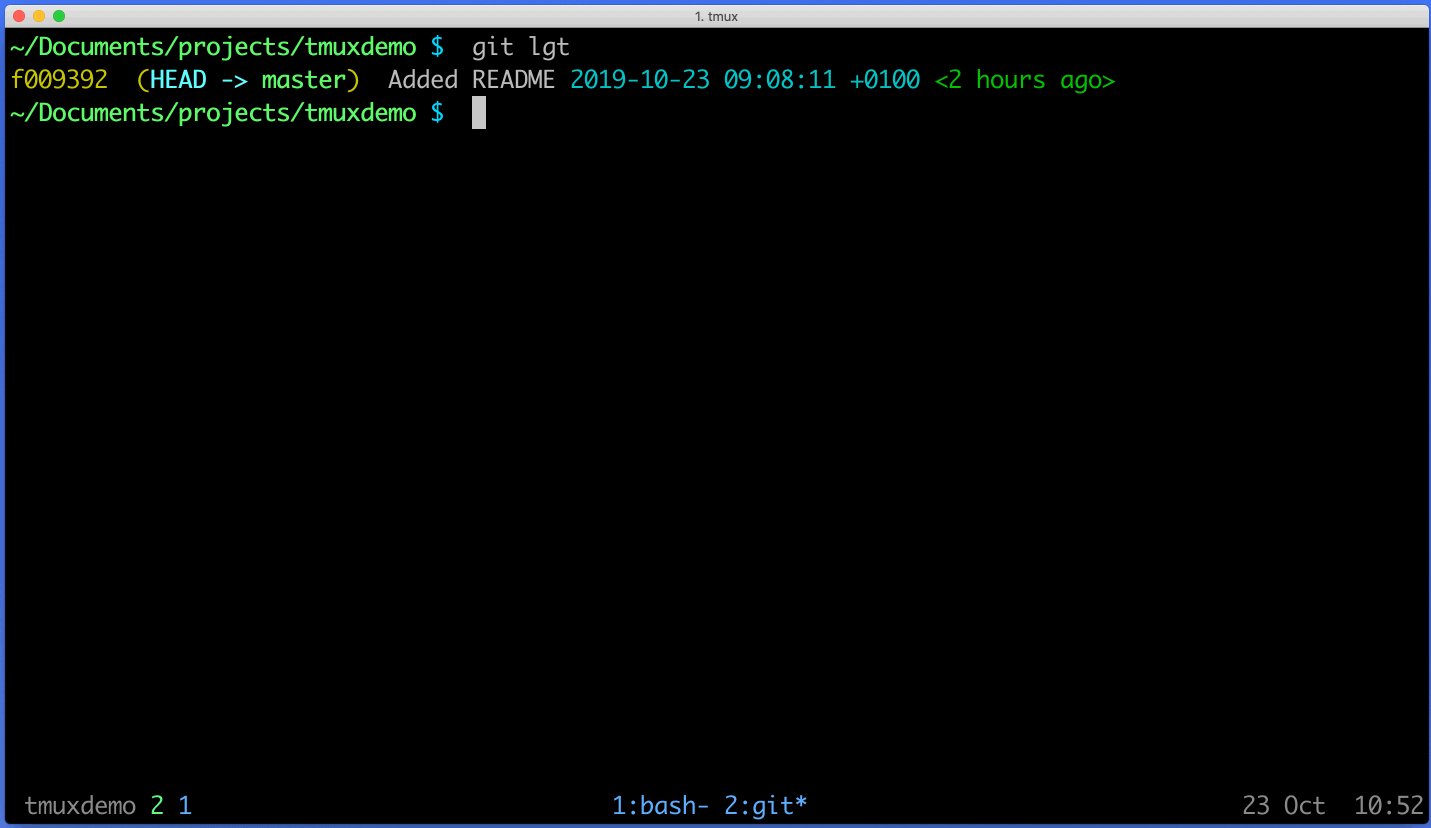 1. tmux
~/Documents/projects/tmuxdemo $  git lgt
f009392  (HEAD -> master)  Added README 2019-10-23 09:08:11 +0100 <2 hours ago>
~/Documents/projects/tmuxdemo $
tmuxdemo 2 1 1:bash- 2:git* 23 Oct  10:52